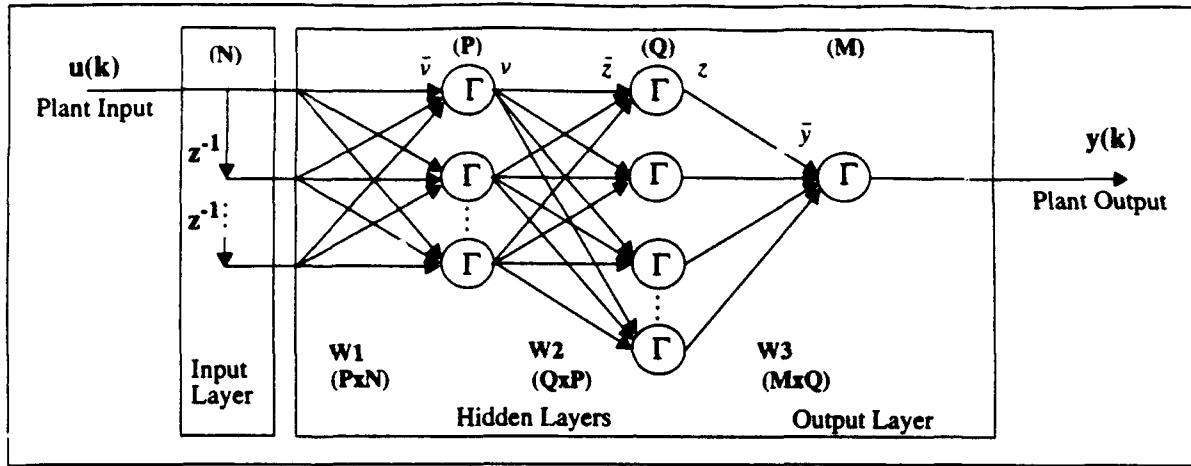 (N)
(P)
(Q)
(M)
u(k)
Plant Input
v̄
v
z̄
z
Γ
Γ
ȳ
y(k)
z⁻¹
Γ
Γ
Γ
Plant Output
z⁻¹
Γ
Γ
Γ
W1
(PxN)
W2
(QxP)
W3
(MxQ)
Input
Layer
Hidden Layers
Output Layer